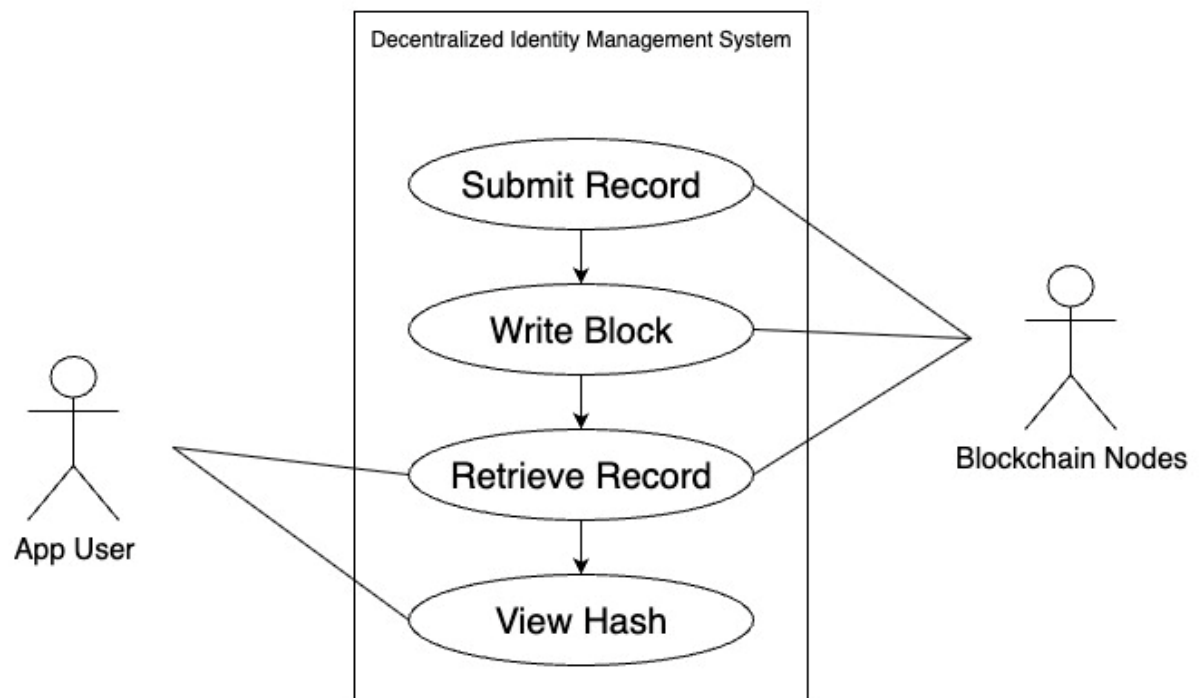 Decentralized Identity Management System
Submit Record
Write Block
Retrieve Record
View Hash
App User
Blockchain Nodes